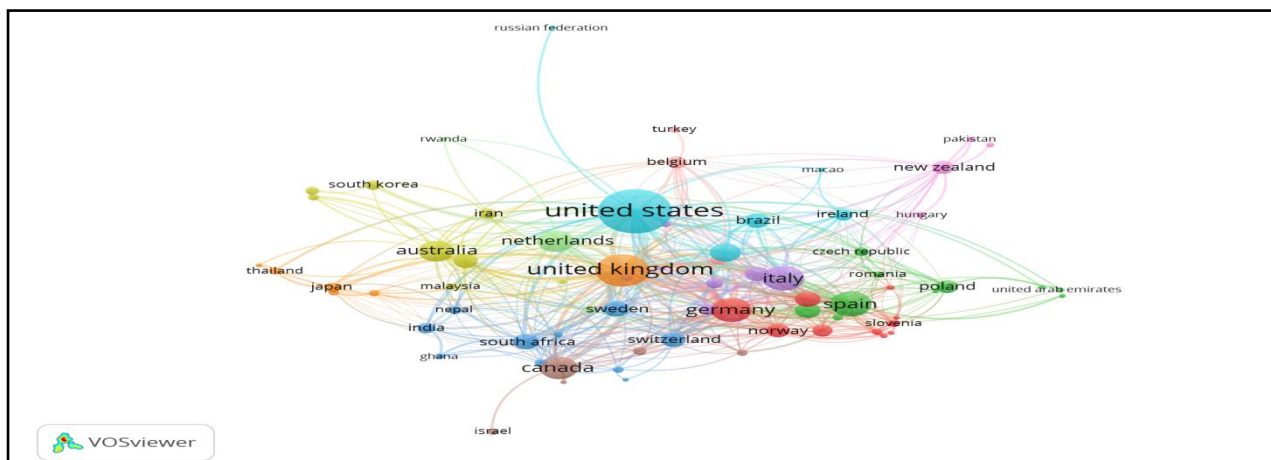 russian federation
rwanda
turkey
pakistan
belgium
new zealand
macao
south korea
united states
iran
brazil
ireland
hungary
australia
netherlands
czech republic
thailand
united kingdom
italy
romania
japan
malaysia
poland
united arab emirates
nepal
sweden
germany
spain
india
south africa
switzerland
norway
slovenia
ghana
canada
israel
VOSviewer